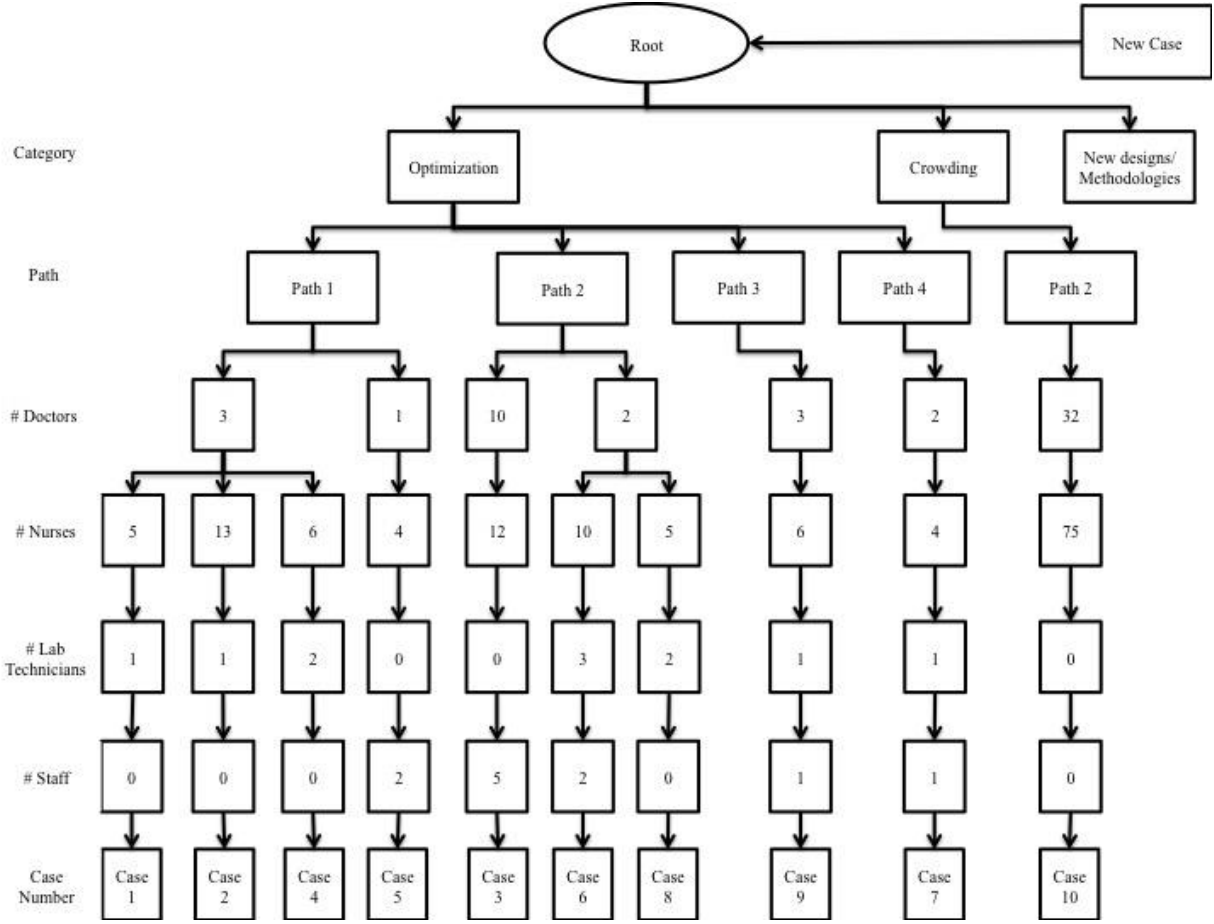 Root
New Case
Category
Optimization
Crowding
New designs/
Methodologies
Path
Path 1
Path 2
Path 3
Path 4
Path 2
# Doctors
3
1
10
2
3
2
32
# Nurses
5
13
6
4
12
10
5
6
4
75
# Lab
Technicians
1
1
2
0
0
3
2
1
1
0
# Staff
0
0
0
2
5
2
0
1
1
0
Case
Number
Case
1
Case
2
Case
4
Case
5
Case
3
Case
6
Case
8
Case
9
Case
7
Case
10